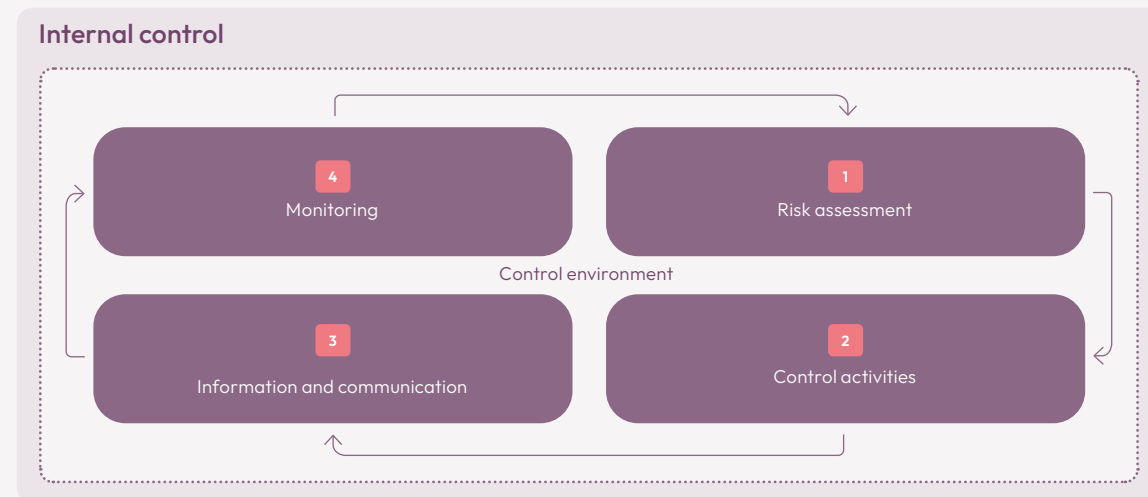 Internal control
4
Monitoring
1
Risk assessment
Control environment
3
Information and communication
2
Control activities